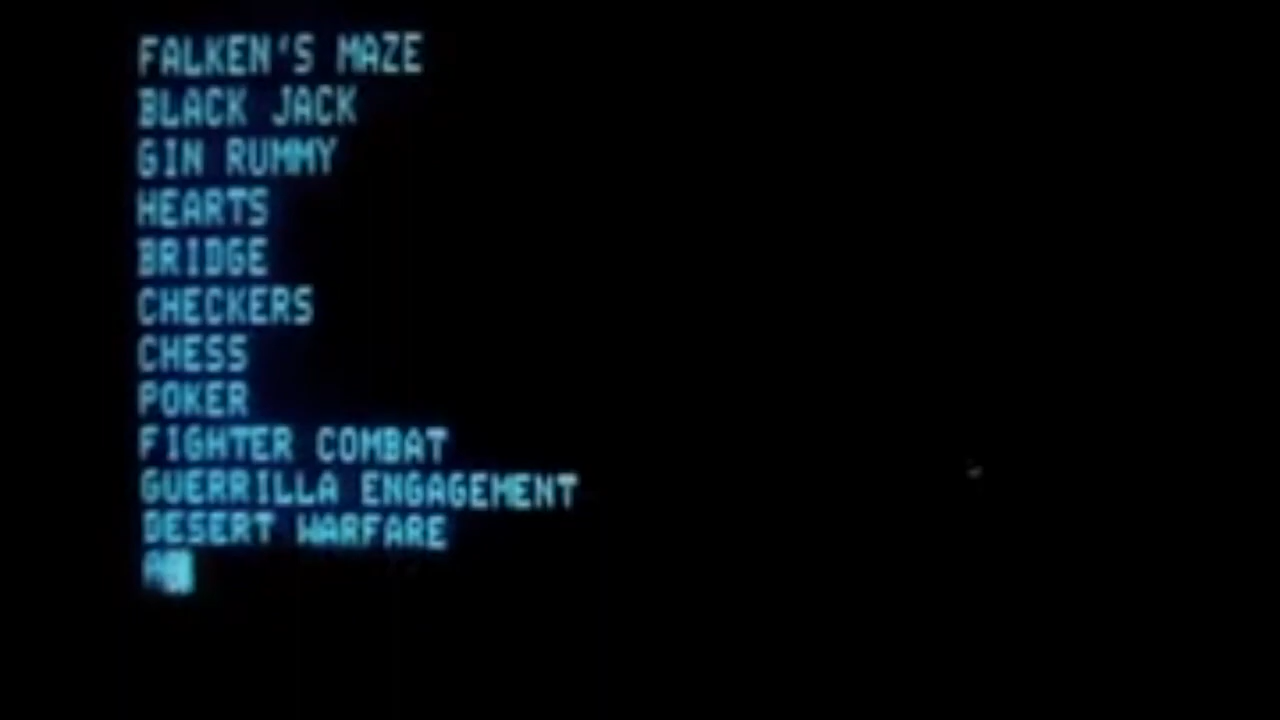 FALKEN'S MAZE
BLACK JACK
GIN RUMMY
HEARTS
BRIDGE
CHECKERS
CHESS
POKER
FIGHTER COMBAT
GUERRILLA ENGAGEMENT
DESERT WARFARE
A